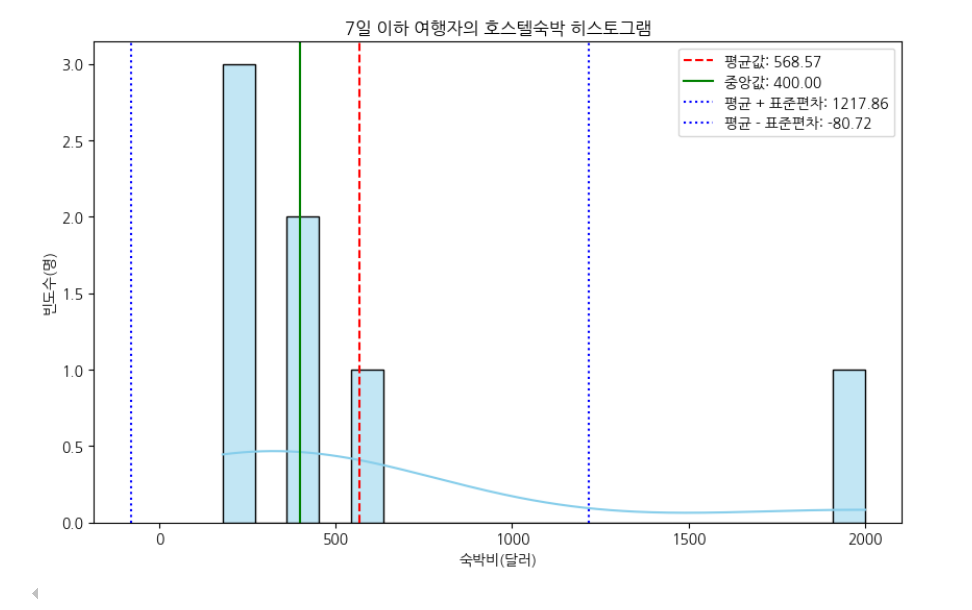 7일 이하 여행자의 호스텔숙박 히스토그램
평균값: 568.57
중앙값: 400.00
평균 + 표준편차: 1217.86
평균 - 표준편차: -80.72
빈도수(명)
3.0
2.5
2.0
1.5
1.0
0.5
0.0
0 500 1000 1500 2000
숙박비(달러)